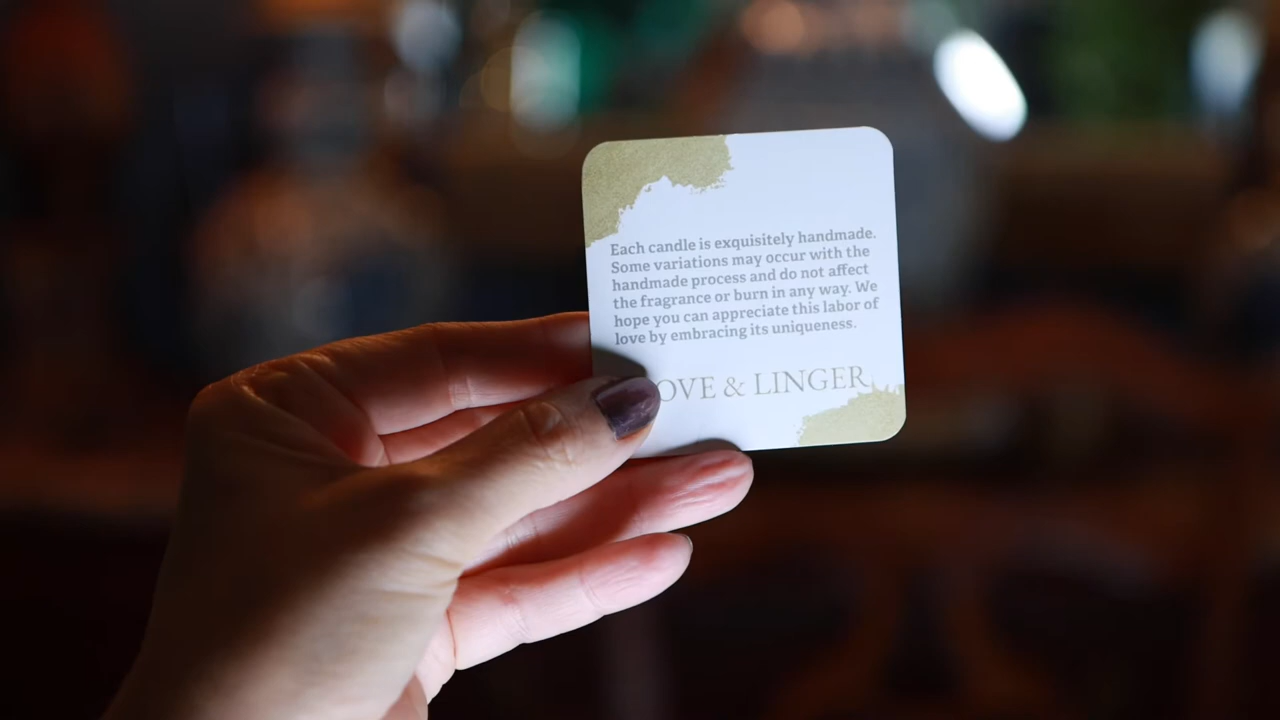 Each candle is exquisitely handmade.
Some variations may occur with the
handmade process and do not affect
the fragrance or burn in any way. We
hope you can appreciate this labor of
love by embracing its uniqueness.
OVE & LINGER